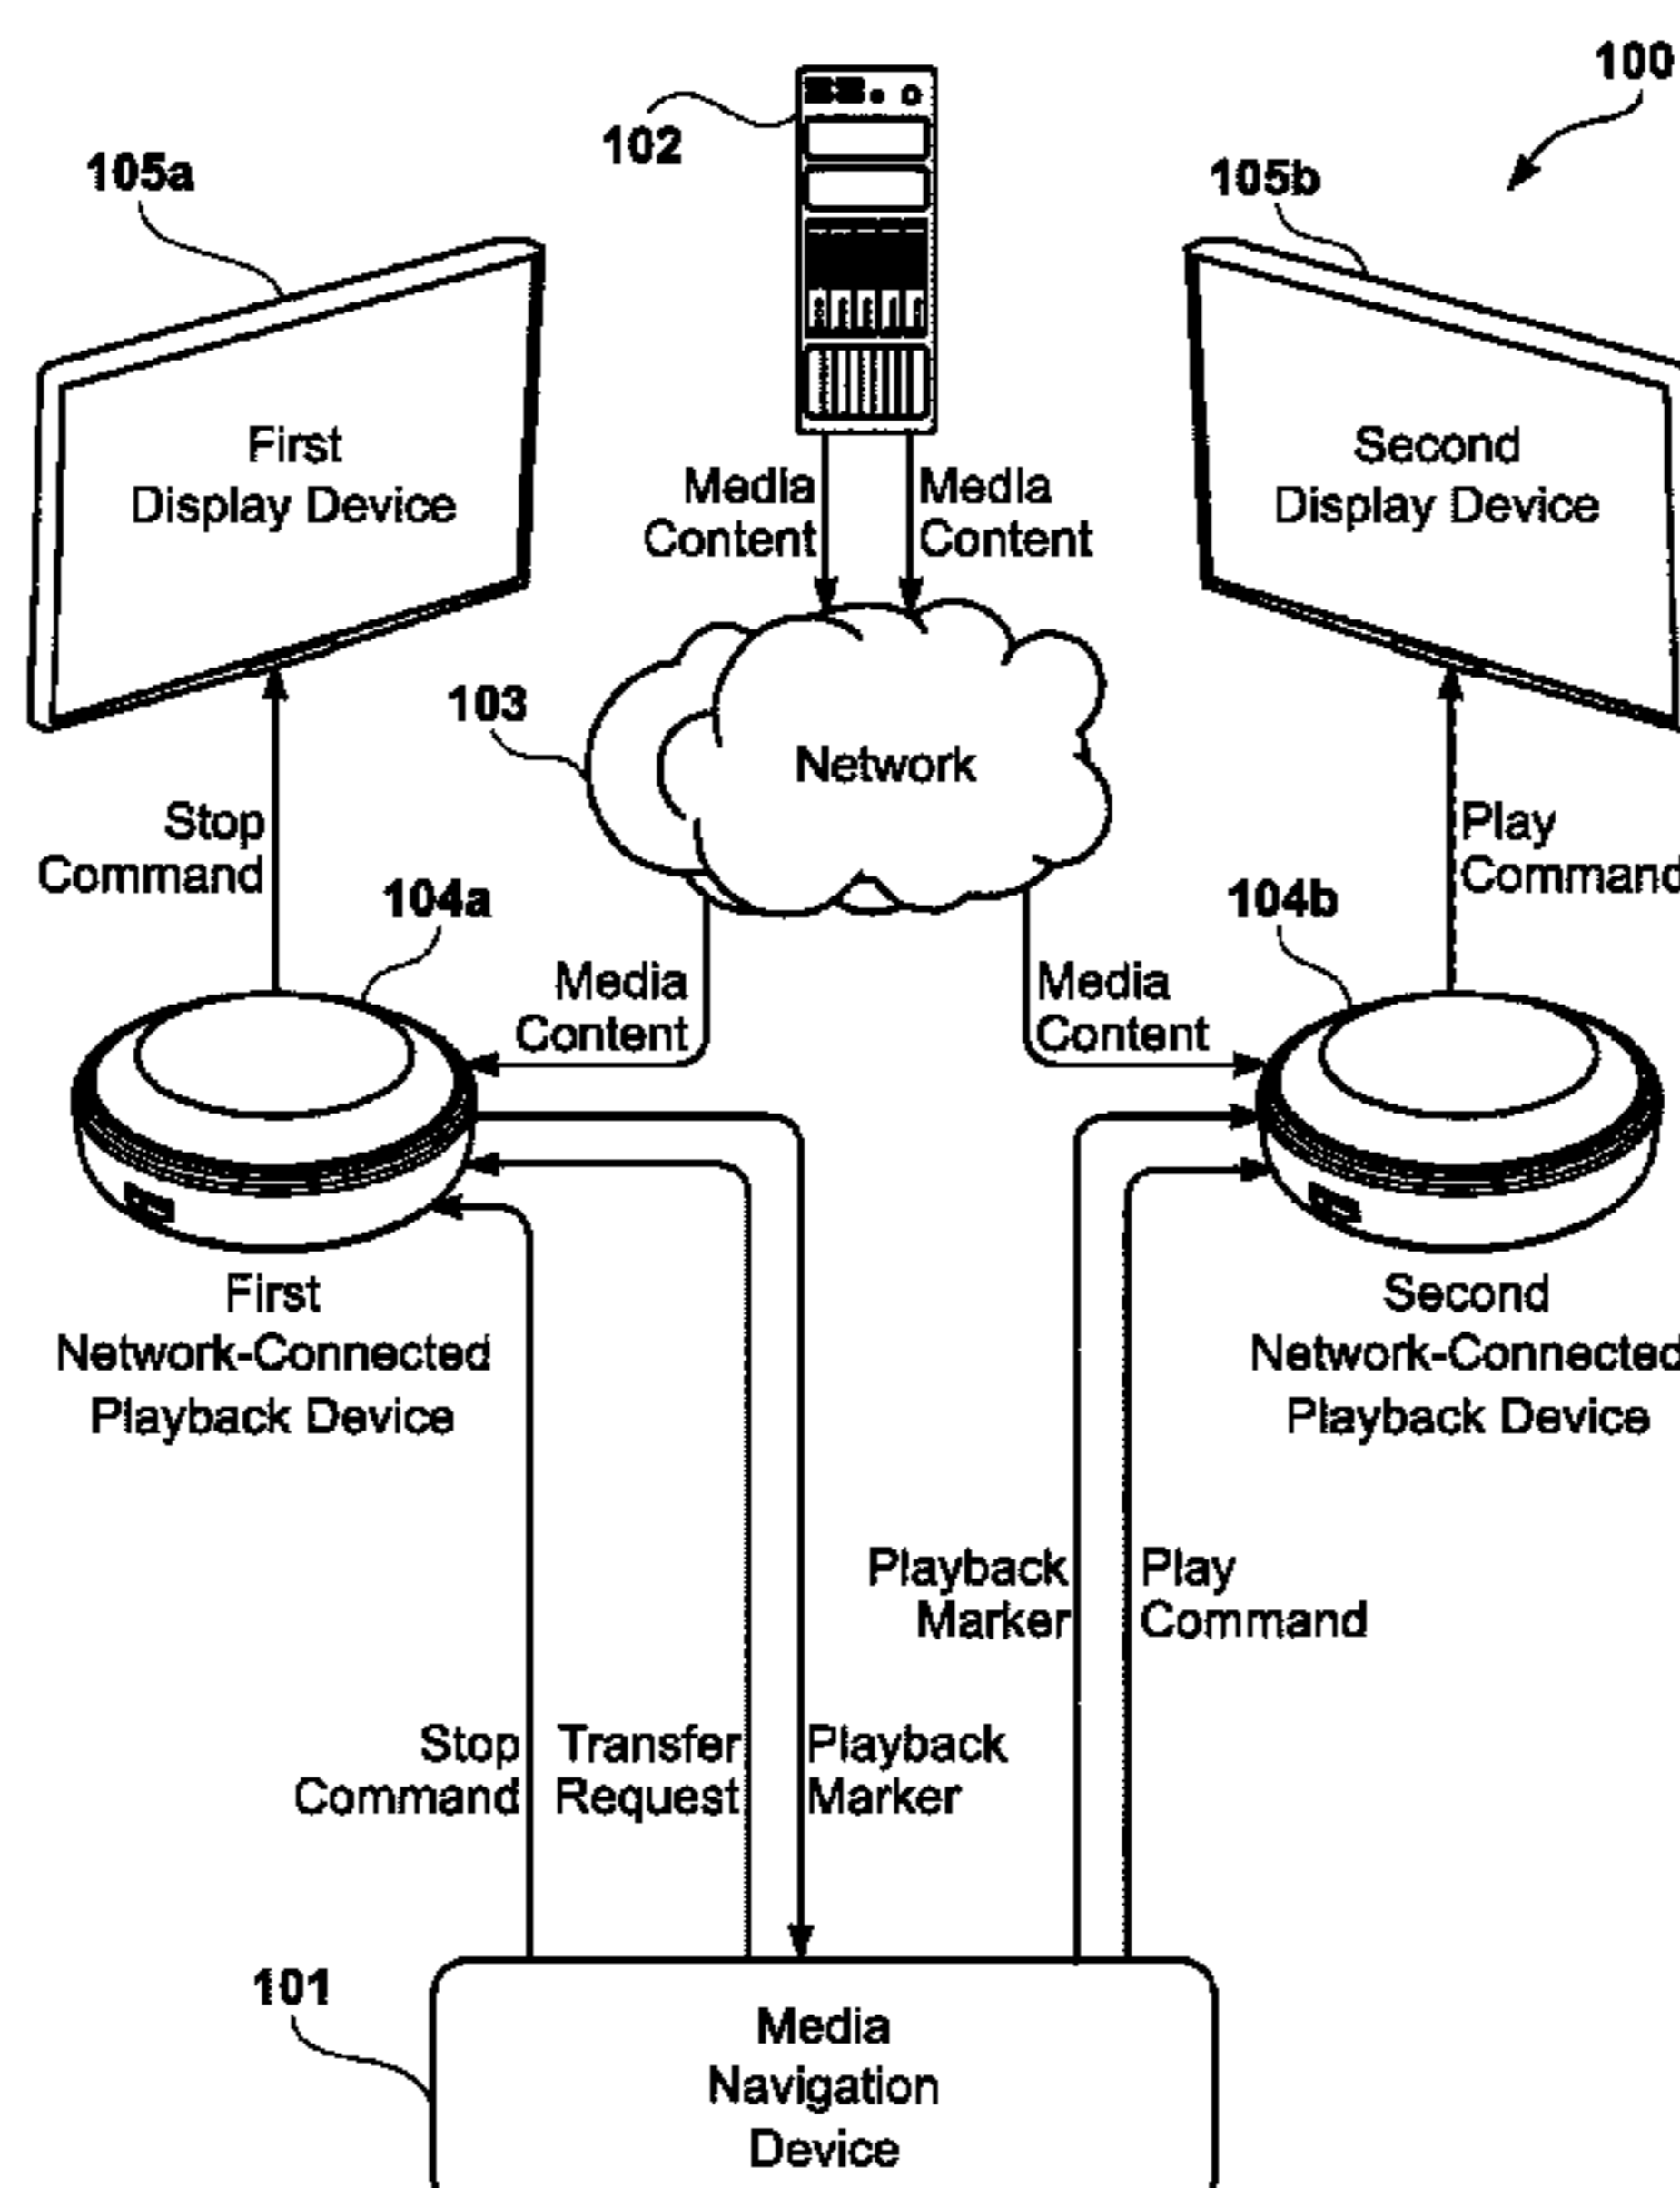 100
102
105a
105b
First
Display Device
Second
Display Device
Media
Content
Media
Content
103
Network
Stop
Command
Play
Command
104a
104b
Media
Content
Media
Content
First
Network-Connected
Playback Device
Second
Network-Connected
Playback Device
Playback
Marker
Play
Command
Stop
Command
Transfer
Request
Playback
Marker
101
Media
Navigation
Device